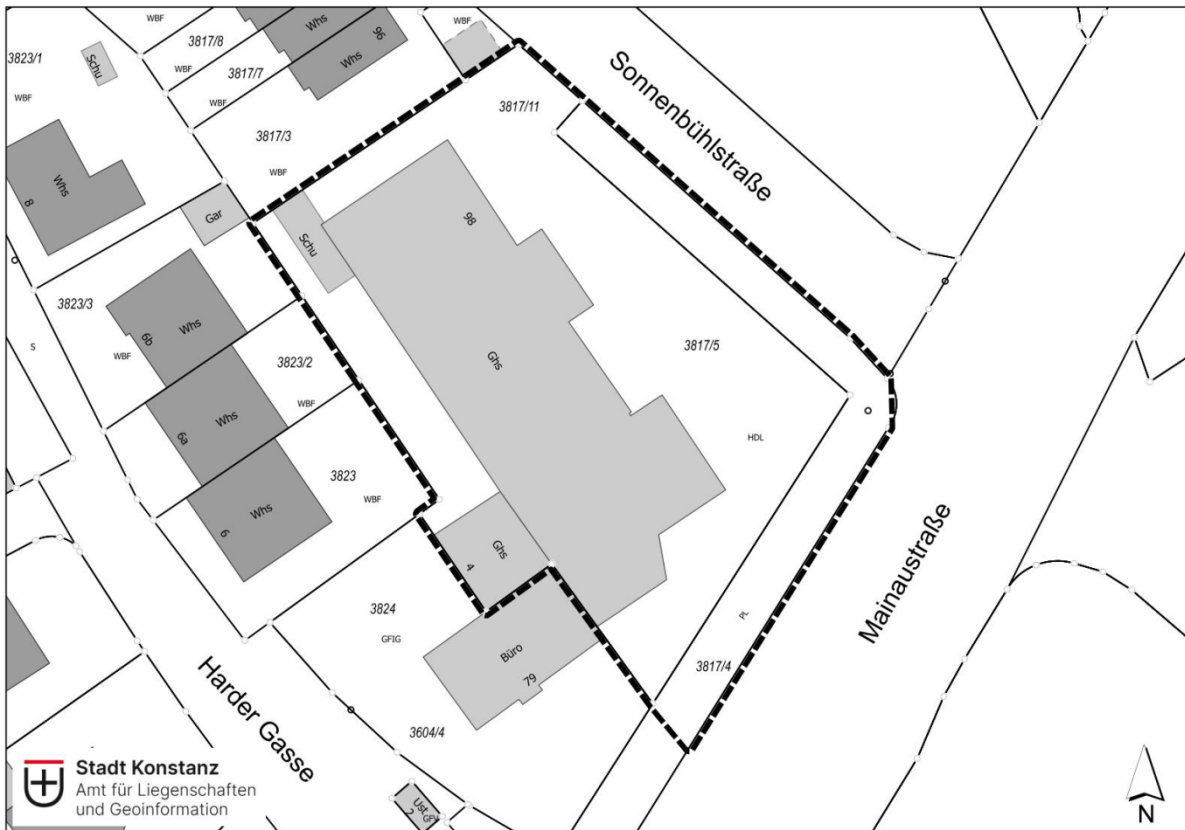 WBF
3817/8
Whs
96
WBF
3823/1
Schu
WBF
Whs
3817/7
Sonnenbühlstraße
WBF
WBF
3817/11
3817/3
WBF
Whs
8
Gar
Schu
98
3823/3
Whs
6b
WBF
S
3823/2
WBF
Ghs
3817/5
Whs
6a
HDL
3823
WBF
Whs
6
Ghs
4
Mainaustraße
3824
GFIG
PL
Büro
79
3817/4
Harder Gasse
3604/4
Ust
2
Stadt Konstanz
Amt für Liegenschaften
und Geoinformation
N